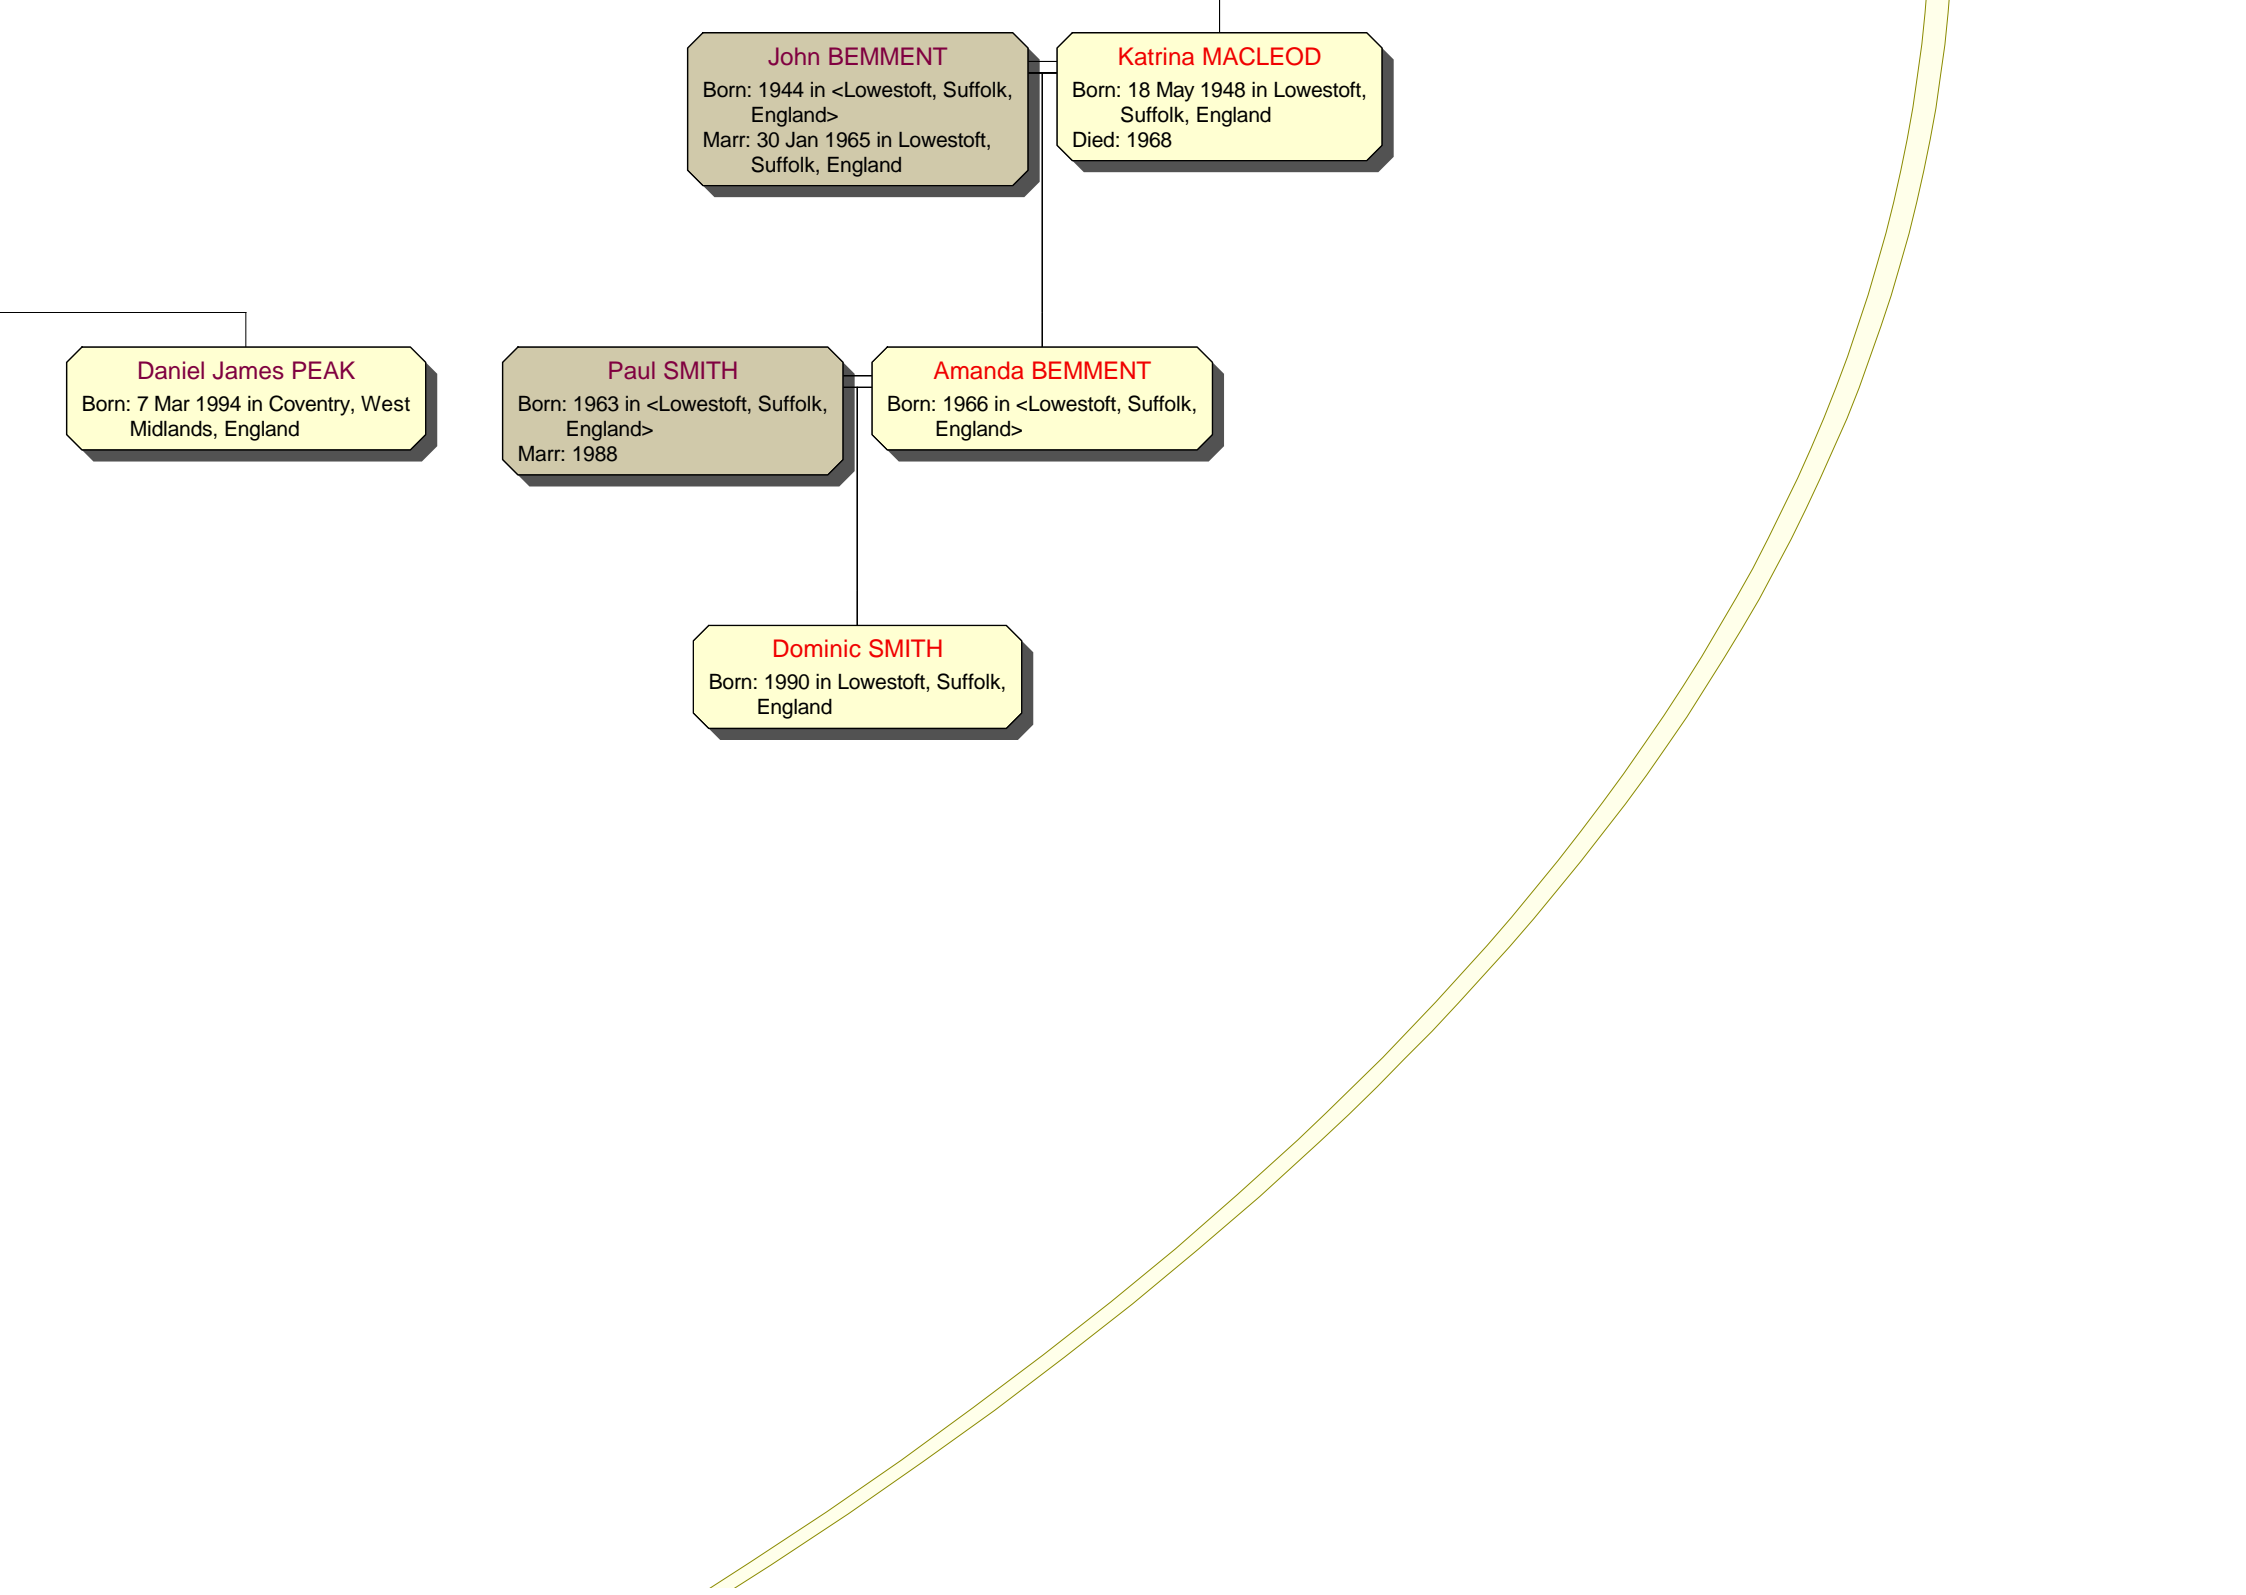 John BEMMENT
Born: 1944 in <Lowestoft, Suffolk,
England>
Marr: 30 Jan 1965 in Lowestoft,
Suffolk, England
Katrina MACLEOD
Born: 18 May 1948 in Lowestoft,
Suffolk, England
Died: 1968
Daniel James PEAK
Born: 7 Mar 1994 in Coventry, West
Midlands, England
Paul SMITH
Born: 1963 in <Lowestoft, Suffolk,
England>
Marr: 1988
Amanda BEMMENT
Born: 1966 in <Lowestoft, Suffolk,
England>
Dominic SMITH
Born: 1990 in Lowestoft, Suffolk,
England